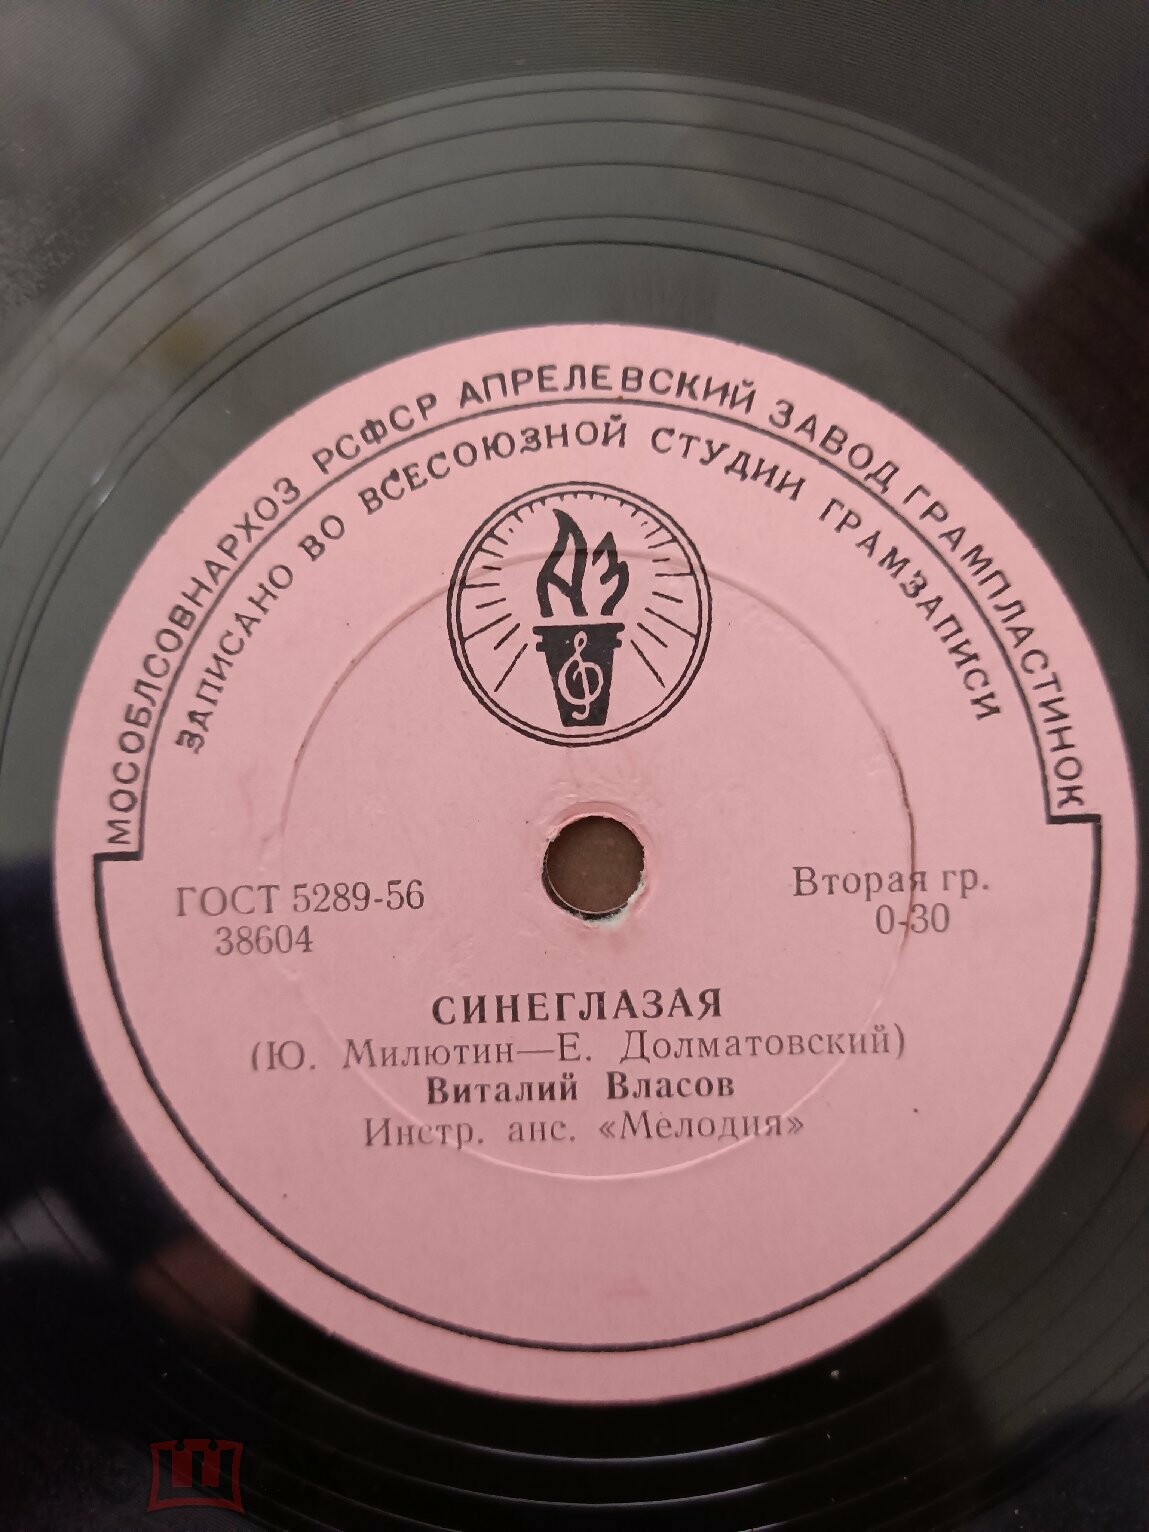 МОСОБЛСОВНАРХОЗ РСФСР АПРЕЛЕВСКИЙ ЗАВОД ГРАМПЛАСТИНОК
ЗАПИСАНО ВО ВСЕСОЮЗНОЙ СТУДИИ ГРАМЗАПИСИ
АЗ
ГОСТ 5289-56
38604
Вторая гр.
0-30
СИНЕГЛАЗАЯ
(Ю. Милютин—Е. Долматовский)
Виталий Власов
Инстр. анс. «Мелодия»